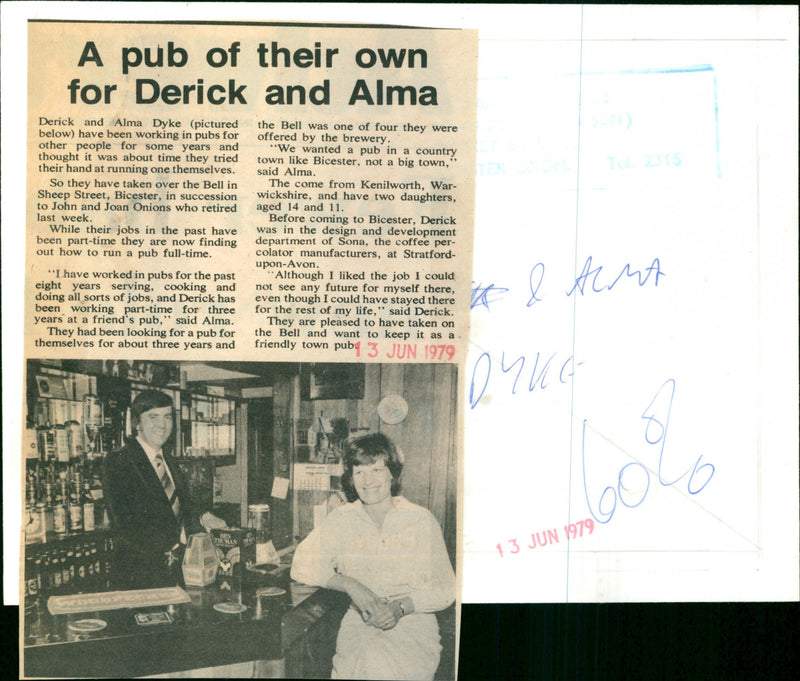 A pub of their own
for Derick and Alma
Derick and Alma Dyke (pictured
below) have been working in pubs for
other people for some years and
thought it was about time they tried
their hand at running one themselves.
So they have taken over the Bell in
Sheep Street, Bicester, in succession
to John and Joan Onions who retired
last week.
While their jobs in the past have
been part-time they are now finding
out how to run a pub full-time.
"I have worked in pubs for the past
eight years serving, cooking and
doing all sorts of jobs, and Derick has
been working part-time for three
years at a friend's pub," said Alma.
They had been looking for a pub for
themselves for about three years and
the Bell was one of four they were
offered by the brewery.
"We wanted a pub in a country
town like Bicester, not a big town,"
said Alma.
The come from Kenilworth, War-
wickshire, and have two daughters,
aged 14 and 11.
Before coming to Bicester, Derick
was in the design and development
department of Sona, the coffee per-
colator manufacturers, at Stratford-
upon-Avon.
"Although I liked the job I could
not see any future for myself there,
even though I could have stayed there
for the rest of my life," said Derick.
They are pleased to have taken on
the Bell and want to keep it as a
friendly town pub.
13 JUN 1979
Tel. 2315
& ALMA
DYKE
60%
13 JUN 1979